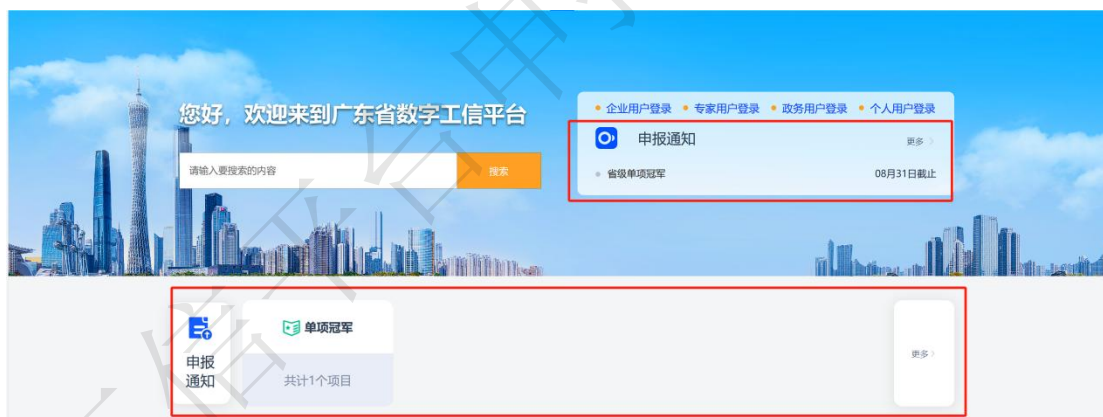 您好，欢迎来到广东省数字工信平台
请输入要搜索的内容
搜索
企业用户登录 专家用户登录 政务用户登录 个人用户登录
申报通知 更多
省级单项冠军 08月31日截止
申报
通知
单项冠军
共计1个项目
更多